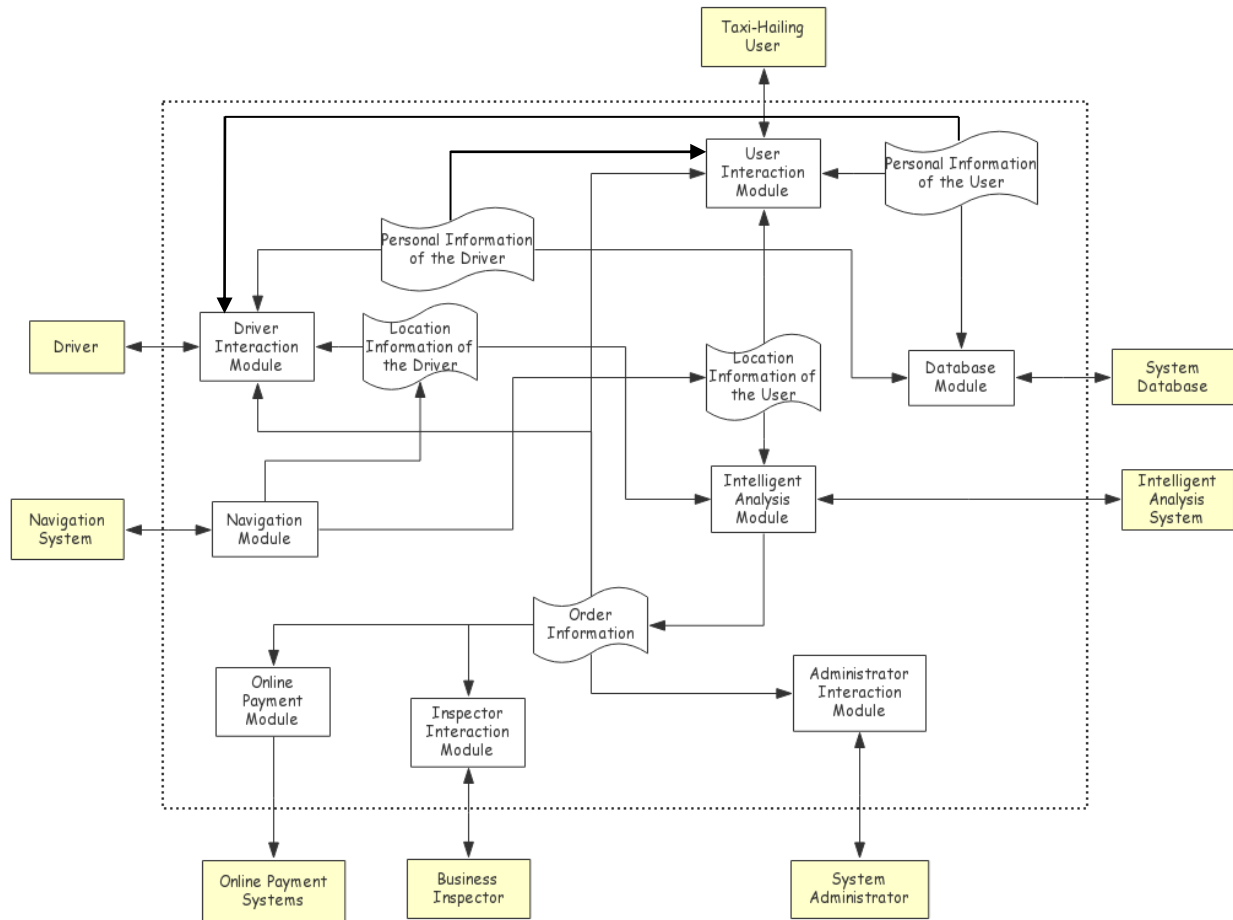 Taxi-Hailing
User
User
Interaction
Module
Personal Information
of the User
Personal Information
of the Driver
Driver
Driver
Interaction
Module
Location
Information of
the Driver
Location
Information of
the User
Database
Module
System
Database
Navigation
System
Navigation
Module
Intelligent
Analysis
Module
Intelligent
Analysis
System
Order
Information
Online
Payment
Module
Inspector
Interaction
Module
Administrator
Interaction
Module
Online Payment
Systems
Business
Inspector
System
Administrator